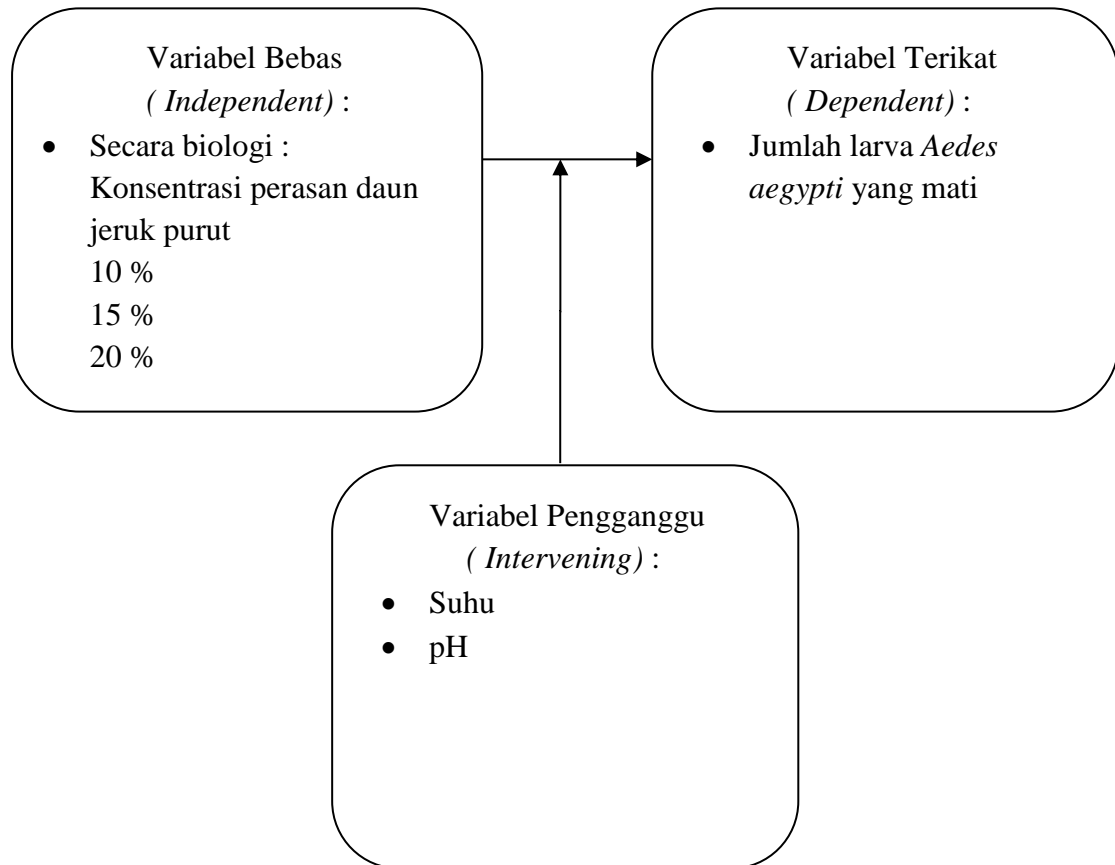 Variabel Bebas
( Independent) :
• Secara biologi :
Konsentrasi perasan daun
jeruk purut
10 %
15 %
20 %
Variabel Terikat
( Dependent) :
• Jumlah larva Aedes
aegypti yang mati
Variabel Pengganggu
( Intervening) :
• Suhu
• pH